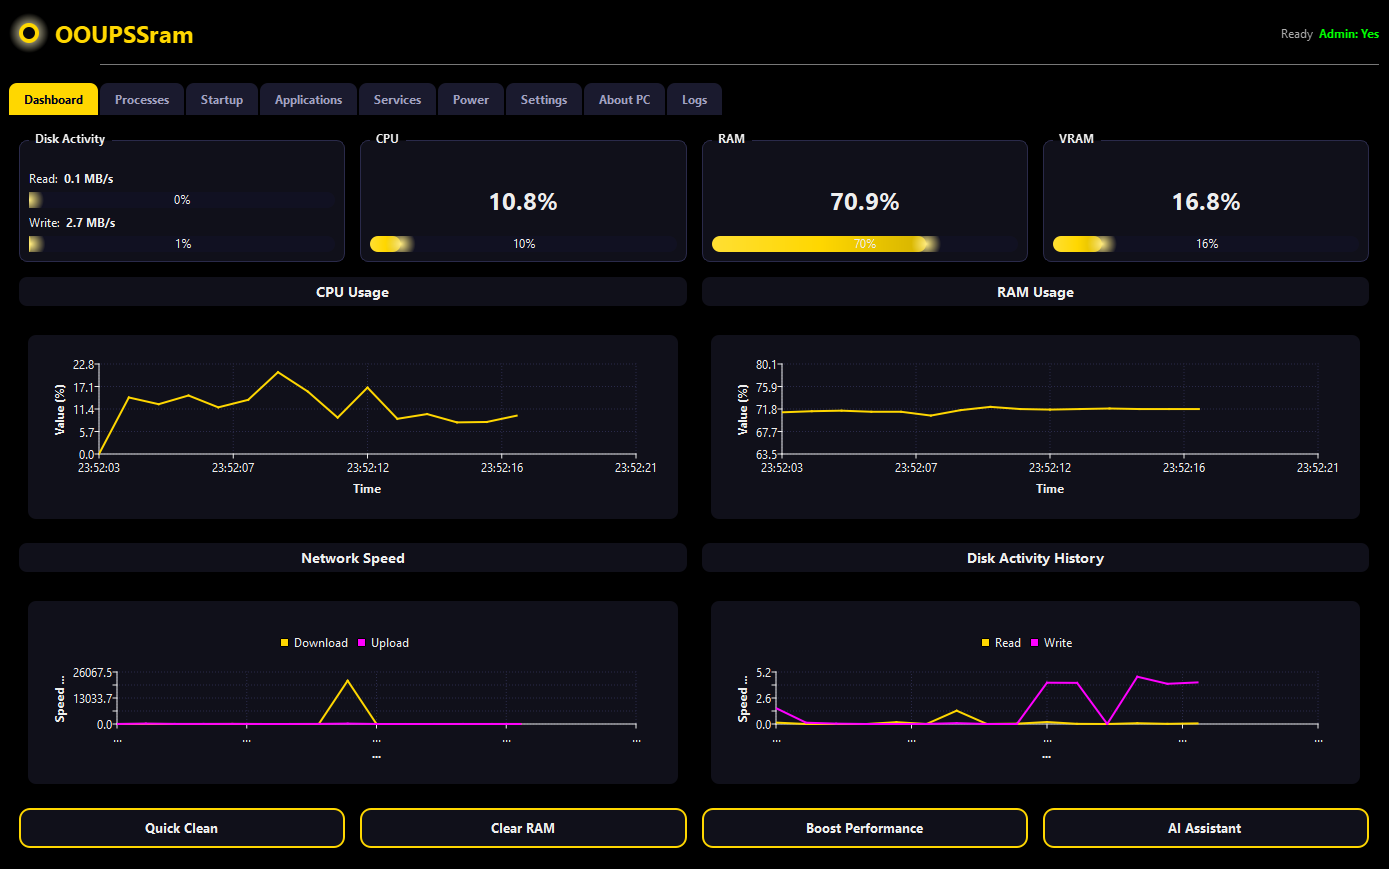 OOUPSSram
Ready Admin: Yes
Dashboard Processes Startup Applications Services Power Settings About PC Logs
Disk Activity
Read: 0.1 MB/s
0%
Write: 2.7 MB/s
1%
CPU
10.8%
10%
RAM
70.9%
70%
VRAM
16.8%
16%
CPU Usage
Value (%)
22.8
17.1
11.4
5.7
0.0
23:52:03 23:52:07 23:52:12 23:52:16 23:52:21
Time
RAM Usage
Value (%)
80.1
75.9
71.8
67.7
63.5
23:52:03 23:52:07 23:52:12 23:52:16 23:52:21
Time
Network Speed
Download Upload
Speed ...
26067.5
13033.7
0.0
... ... ... ... ...
...
Disk Activity History
Read Write
Speed ...
5.2
2.6
0.0
... ... ... ... ...
...
Quick Clean Clear RAM Boost Performance AI Assistant